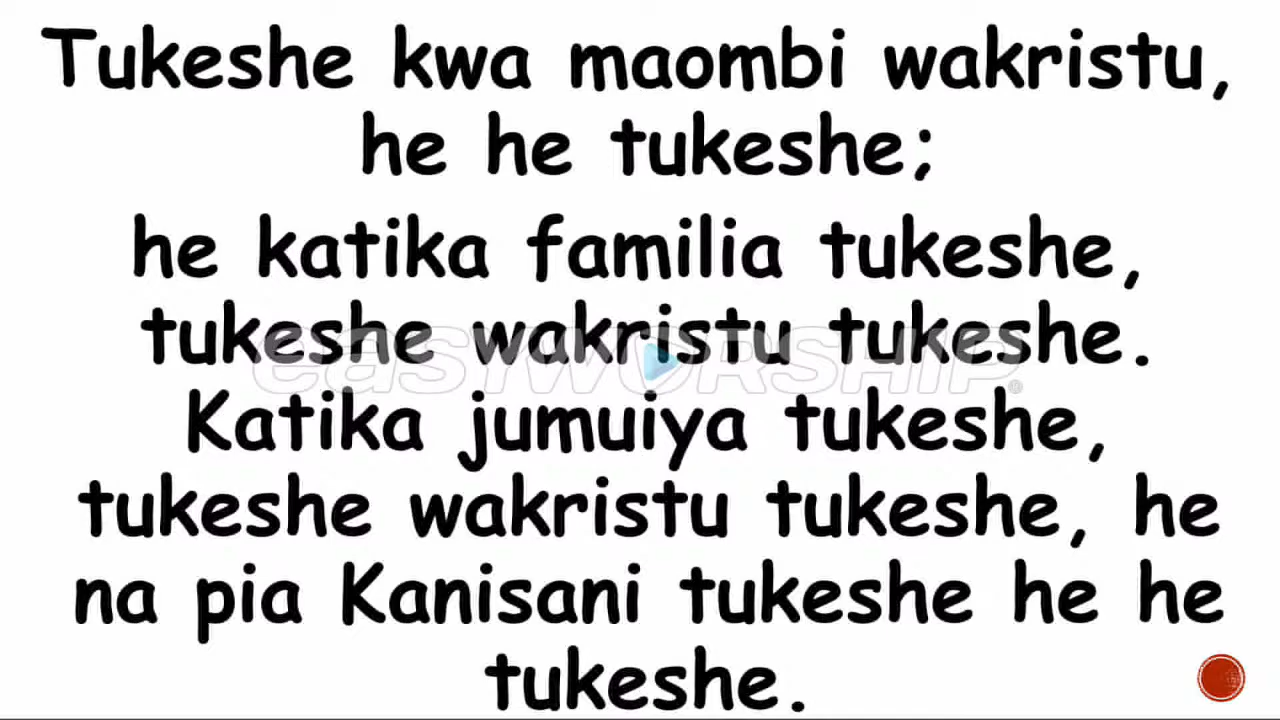 Tukeshe kwa maombi wakristu,
he he tukeshe;
he katika familia tukeshe,
tukeshe wakristu tukeshe.
easyworship®
Katika jumuiya tukeshe,
tukeshe wakristu tukeshe, he
na pia Kanisani tukeshe he he
tukeshe.